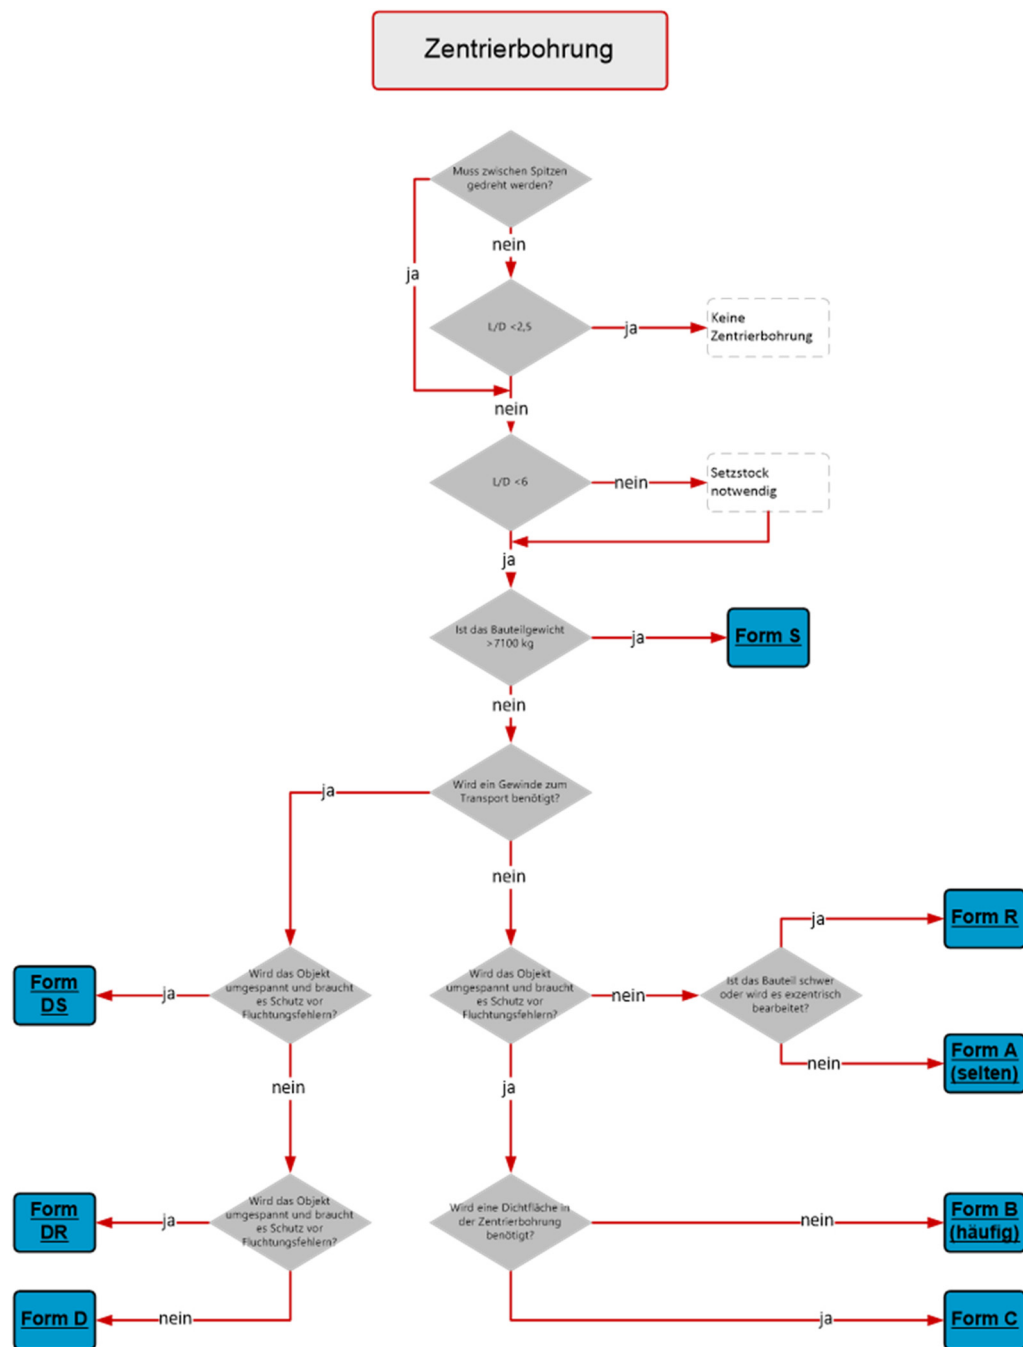 Zentrierbohrung
Muss zwischen Spitzen
gedreht werden?
nein
ja
L/D <2,5
ja
Keine
Zentrierbohrung
nein
L/D <6
nein
Setzstock
notwendig
ja
Ist das Bauteilgewicht
>7100 kg
ja
Form S
nein
Wird ein Gewinde zum
Transport benötigt?
ja
nein
Form
DS
ja
Wird das Objekt
umgespannt und braucht
es Schutz vor
Fluchtungsfehlern?
Wird das Objekt
umgespannt und braucht
es Schutz vor
Fluchtungsfehlern?
nein
Ist das Bauteil schwer
oder wird es exzentrisch
bearbeitet?
ja
Form R
nein
Form A
(selten)
nein
ja
Form
DR
ja
Wird das Objekt
umgespannt und braucht
es Schutz vor
Fluchtungsfehlern?
Wird eine Dichtfläche in
der Zentrierbohrung
benötigt?
nein
Form B
(häufig)
Form D
nein
ja
Form C